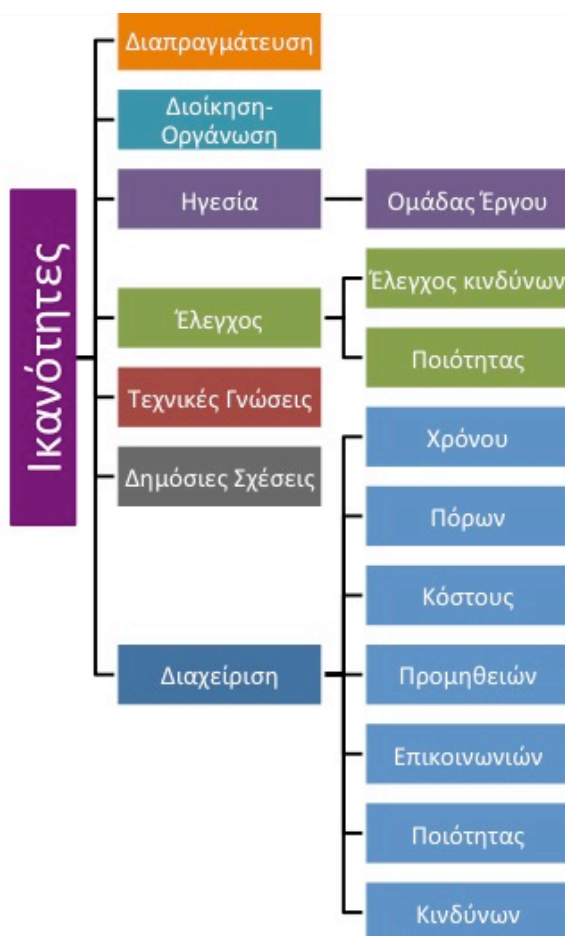 Ικανότητες
Διαπραγμάτευση
Διοίκηση-
Οργάνωση
Ηγεσία
Ομάδας Έργου
Έλεγχος
Έλεγχος κινδύνων
Ποιότητας
Τεχνικές Γνώσεις
Δημόσιες Σχέσεις
Διαχείριση
Χρόνου
Πόρων
Κόστους
Προμηθειών
Επικοινωνιών
Ποιότητας
Κινδύνων